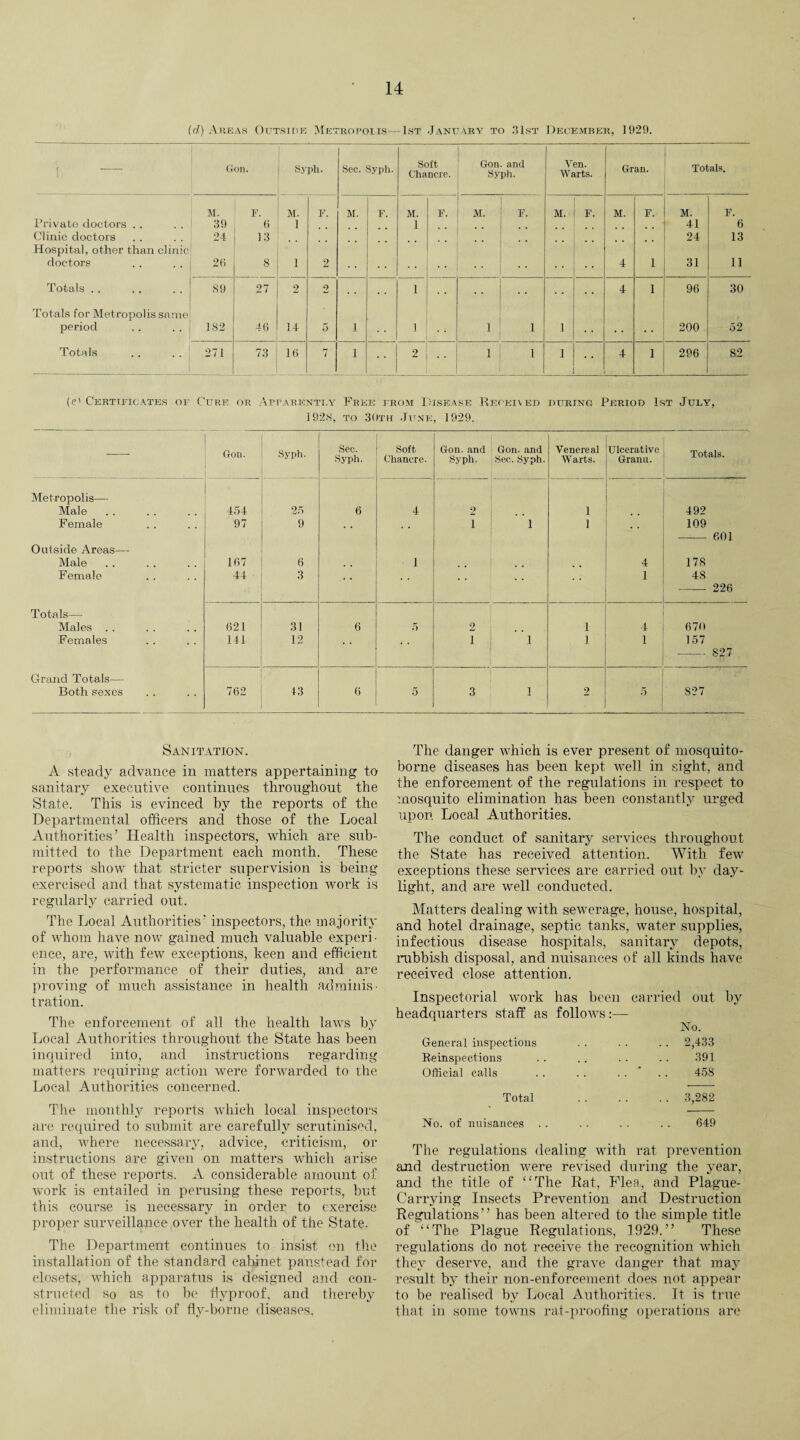 14
(d) Areas Outside Metropolis—1st January to 31st December, 1929.
— Gon. Syph. Sec. Syph. Soft Chancre. Gon. and Syph. Ven. Warts. Gran. Totals.
M. F. M. F. M. F. M. F. M. F. M. F. M. F. M. F.
Private doctors . . . . 39 6 1 . . . . . . 1 . . . . . . . . . . . . . . 41 6
Clinic doctors . . . . 24 13 . . . . . . . . . . . . . . . . . . . . . . . . 24 13
Hospital, other than clinic
doctors . . . . 26 8 1 2 . . . . . . . . . . . . . . . . 4 1 31 11
Totals . . . . . . 89 27 2 2 . . . . 1 . . . . . . . . . . 4 1 96 30
Totals for Metropolis same
period . . . . 182 46 14 5 1 . . 1 . . 1 1 1 . . . . . . 200 52
Totals . . . . 271 73 16 7 1 . . 2 . . 1 1 1 . . 4 1 296 82
(e) Certificates of Cure or Apparently Free from Disease Received during Period 1st July,
1928, to 30th June, 1929.
— Gon. Syph. Sec. Syph. Soft Chancre. Gon. and Syph. Gon. and Sec. Syph. Venereal Warts. Ulcerative Granu. Totals.
Metropolis—
Male . . . . . . 454 25 6 4 2 . . 1 . . 492
Female . . . . 97 9 . . . . 1 1 1 . . 109
—— 601
Outside Areas—
Male . . . . . . 167 6 . . 1 . . . . . . 4 178
Female . . . . 44 3 . . . . . . . . . . 1 48
—— 226
Totals—
Males . . . . . . 621 31 6 5 2 . . 1 4 670
Females . . . . 141 12 . . . . 1 1 1 1 157
—— 827
Grand Totals—
Both sexes . . . . 762 43 6 5 3 1 2 5 827
Sanitation.
A steady advance in matters appertaining to
sanitary executive continues throughout the
State. This is evinced by the reports of the
Departmental officers and those of the Local
Authorities' Health inspectors, which are sub-
mitted to the Department each month. These
reports show that stricter supervision is being
exercised and that systematic inspection work is
regularly carried out.
The Local Authorities' inspectors, the majority
of whom have now gained much valuable experi-
ence, are, with few exceptions, keen and efficient
in the performance of their duties, and are
proving of much assistance in health adminis-
tration.
The enforcement of all the health laws by
Local Authorities throughout the State has been
inquired into, and instructions regarding
matters requiring action were forwarded to the
Local Authorities concerned.
The monthly reports which local inspectors
are required to submit are carefully scrutinised,
and, where necessary, advice, criticism, or
instructions are given on matters which arise
out of these reports. A considerable amount of
work is entailed in perusing these reports, but
this course is necessary in order to exercise
proper surveillance over the health of the State.
The Department continues to insist on the
installation of the standard cabinet panstead for
closets, which apparatus is designed and con-
structed so as to be flyproof, and thereby
eliminate the risk of fly-borne diseases.
The danger which is ever present of mosquito-
borne diseases has been kept well in sight, and
the enforcement of the regulations in respect to
mosquito elimination has been constantly urged
upon Local Authorities.
The conduct of sanitary services throughout
the State has received attention. With few
exceptions these services are carried out by day-
light, and are well conducted.
Matters dealing with sewerage, house, hospital,
and hotel drainage, septic tanks, water supplies,
infectious disease hospitals, sanitary depots,
rubbish disposal, and nuisances of all kinds have
received close attention.
Inspectorial work has been carried out by
headquarters staff as follows:—
No.
General inspections . . . . . . 2,433
Reinspections . . . . . . . . 391
Official calls . . . . . . . . 458
Total . . . . . . 3,282
No. of nuisances . . . . . . . . 649
The regulations dealing with rat prevention
and destruction were revised during the year,
and the title of "The Rat, Flea, and Plague-
Carrying Insects Prevention and Destruction
Regulations" has been altered to the simple title
of "The Plague Regulations, 1929." These
regulations do not receive the recognition which
they deserve, and the grave danger that may
result by their non-enforcement does not appear
to be realised by Local Authorities. It is true
that in some towns rat-proofing operations are